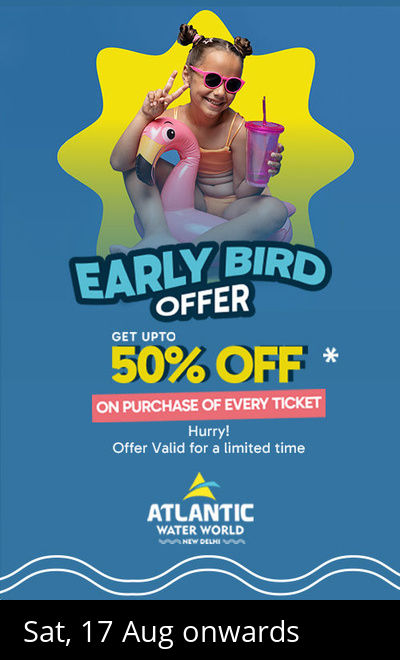 EARLY BIRD
OFFER
GET UPTO
50% OFF *
ON PURCHASE OF EVERY TICKET
Hurry!
Offer Valid for a limited time
ATLANTIC
WATER WORLD
NEW DELHI
Sat, 17 Aug onwards